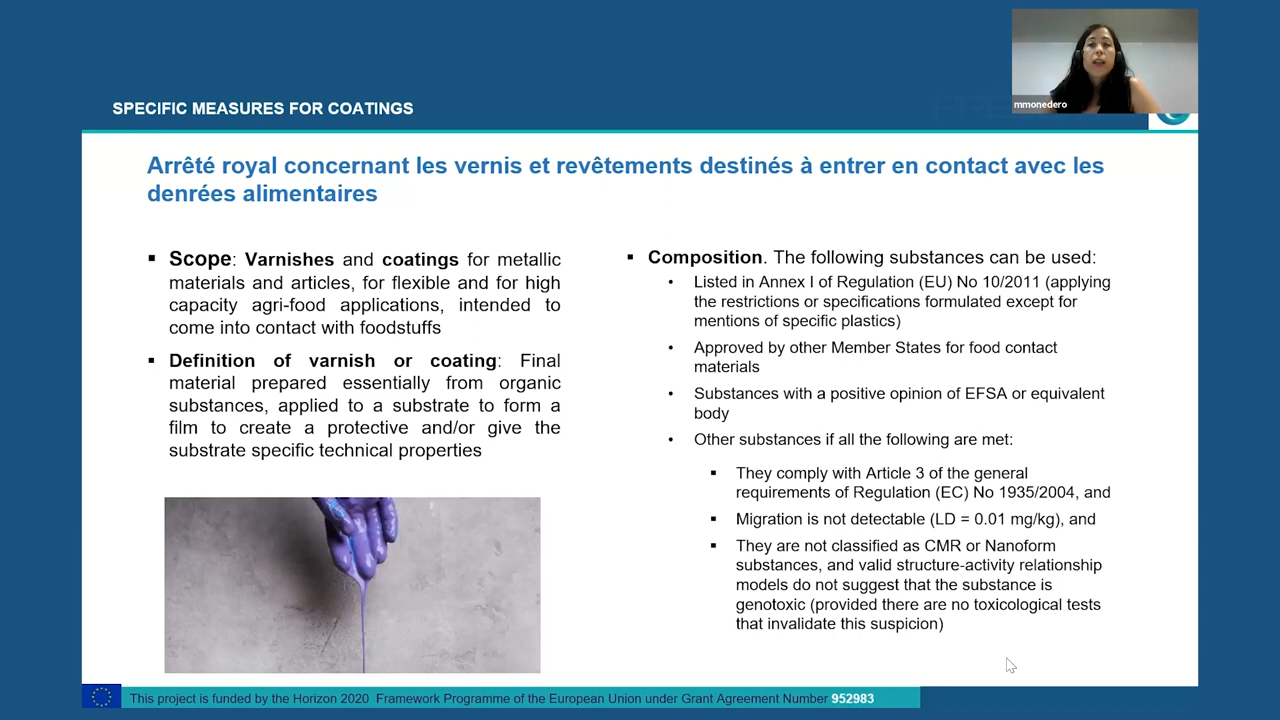 mmonedero
SPECIFIC MEASURES FOR COATINGS
Arrêté royal concernant les vernis et revêtements destinés à entrer en contact avec les
denrées alimentaires
▪ Scope: Varnishes and coatings for metallic
materials and articles, for flexible and for high
capacity agri-food applications, intended to
come into contact with foodstuffs
▪ Definition of varnish or coating: Final
material prepared essentially from organic
substances, applied to a substrate to form a
film to create a protective and/or give the
substrate specific technical properties
▪ Composition. The following substances can be used:
• Listed in Annex I of Regulation (EU) No 10/2011 (applying
the restrictions or specifications formulated except for
mentions of specific plastics)
• Approved by other Member States for food contact
materials
• Substances with a positive opinion of EFSA or equivalent
body
• Other substances if all the following are met:
▪ They comply with Article 3 of the general
requirements of Regulation (EC) No 1935/2004, and
▪ Migration is not detectable (LD = 0.01 mg/kg), and
▪ They are not classified as CMR or Nanoform
substances, and valid structure-activity relationship
models do not suggest that the substance is
genotoxic (provided there are no toxicological tests
that invalidate this suspicion)
This project is funded by the Horizon 2020 Framework Programme of the European Union under Grant Agreement Number 952983